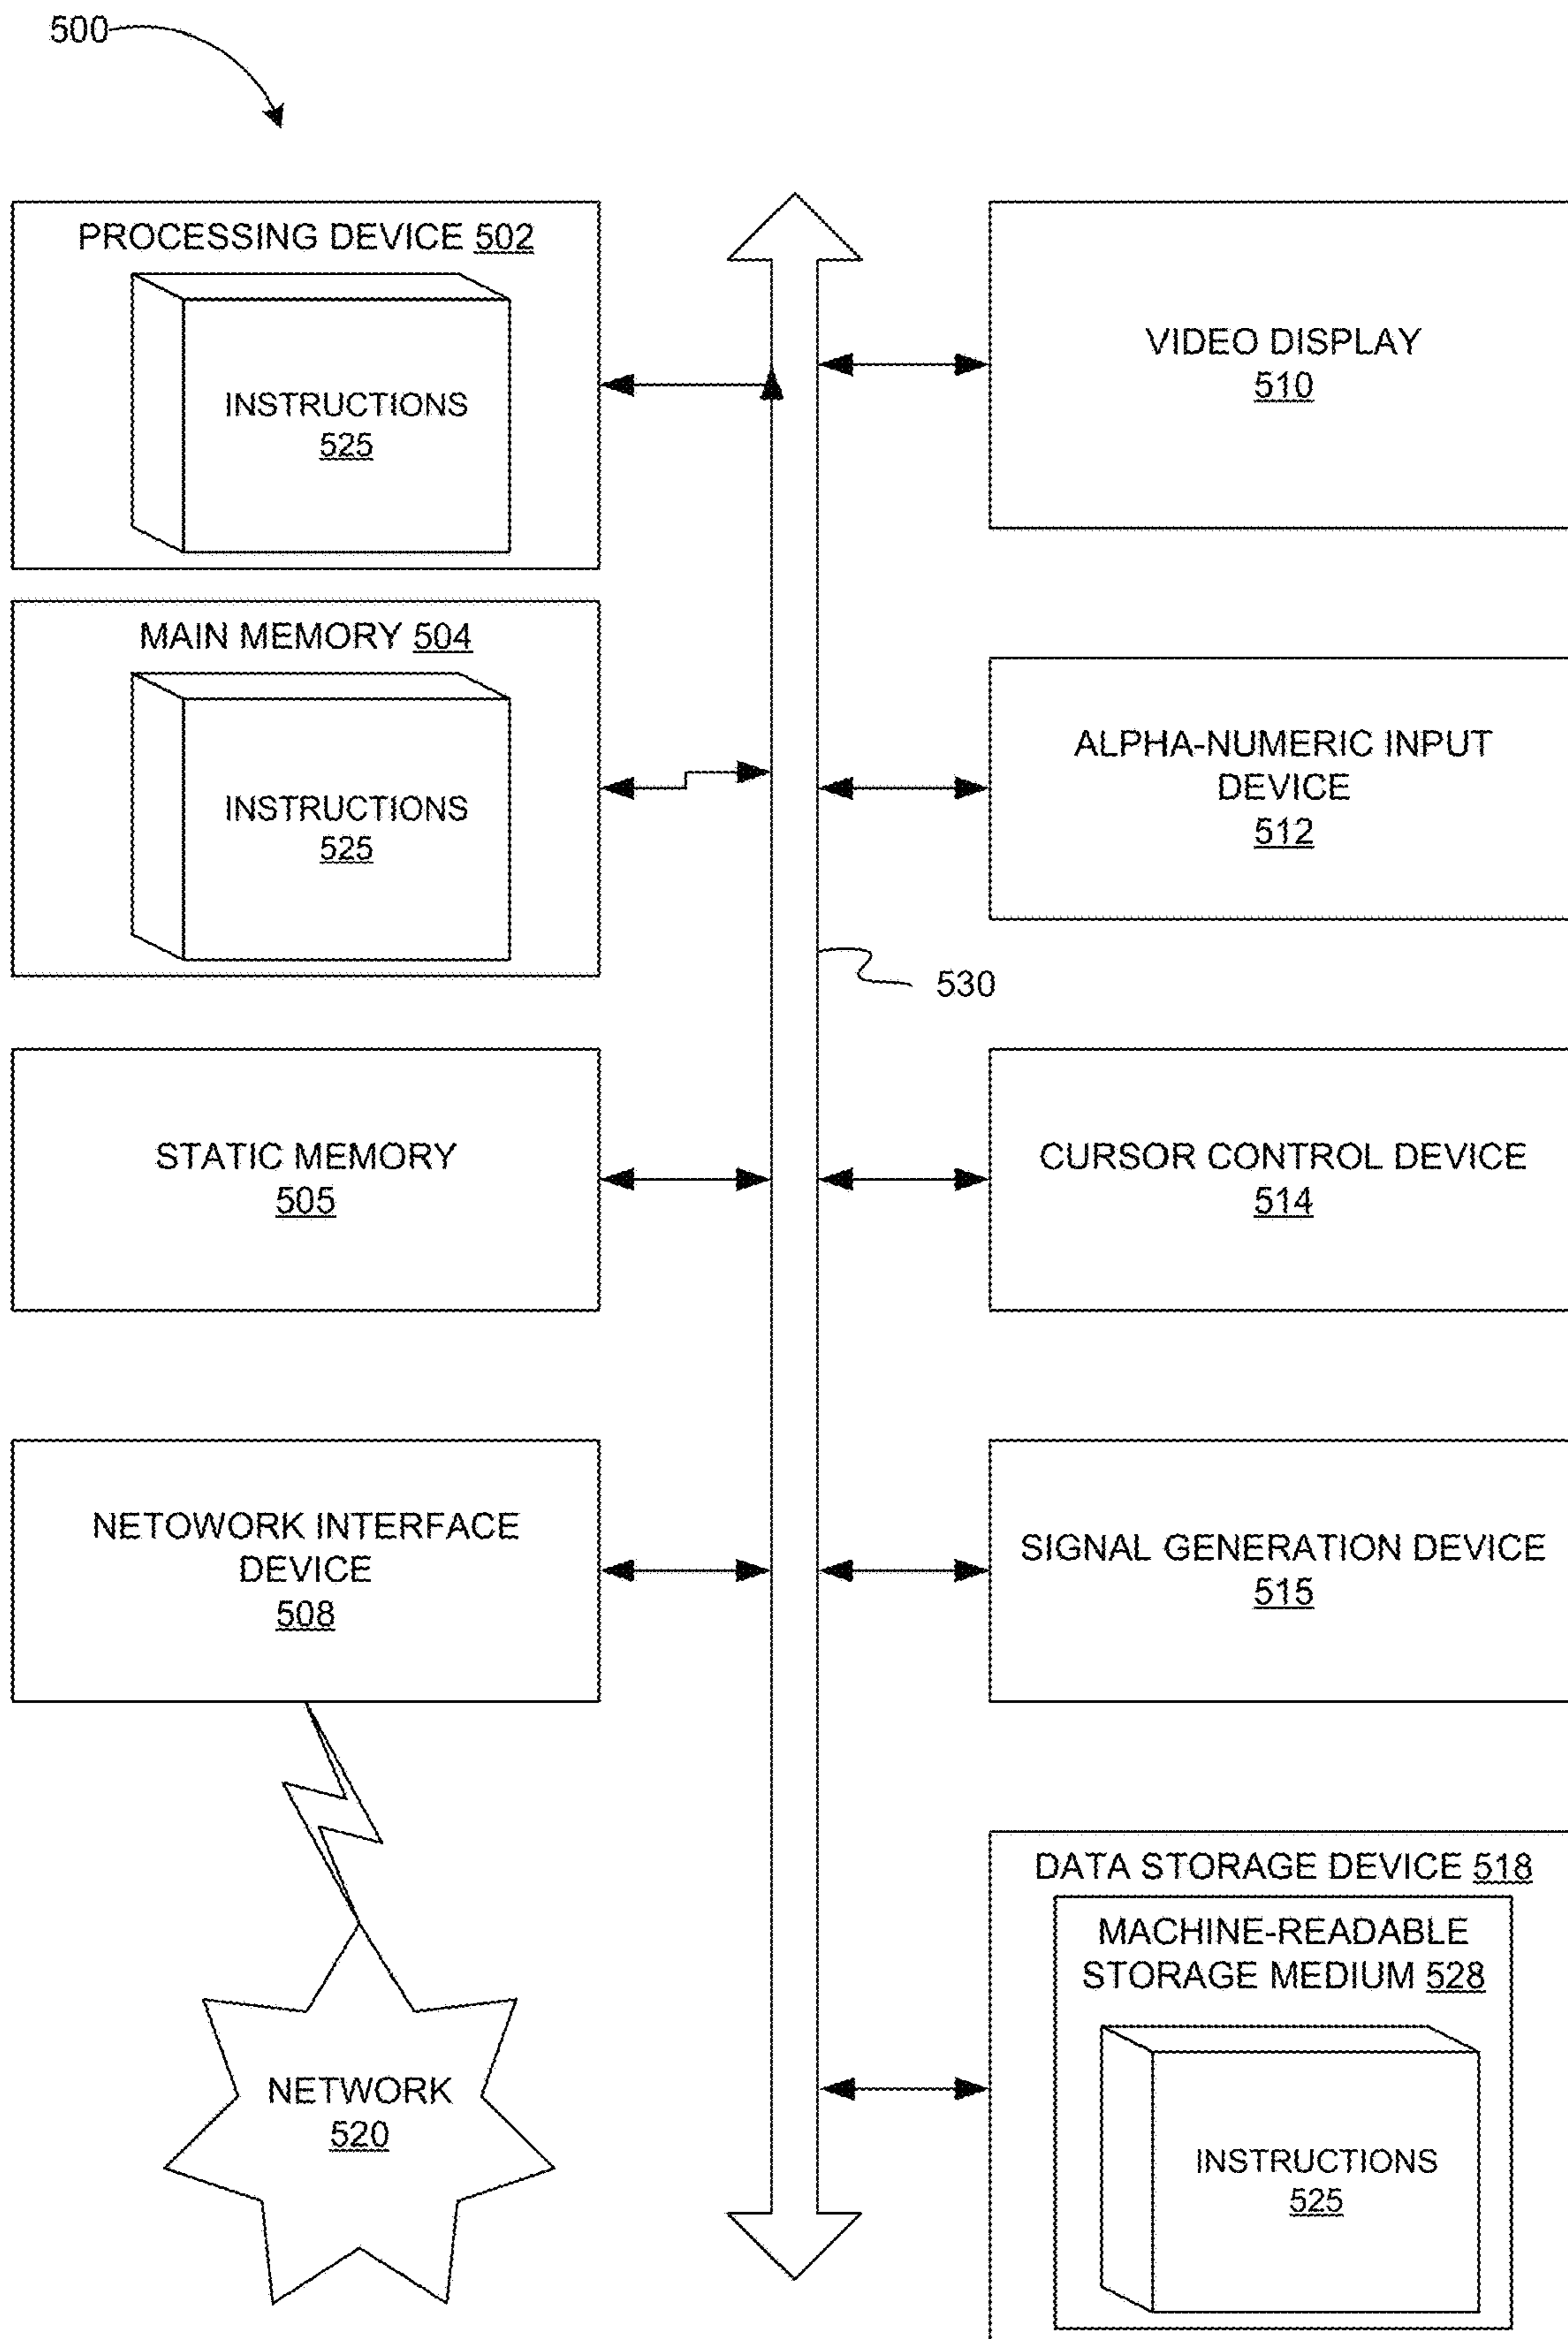 500
PROCESSING DEVICE 502
INSTRUCTIONS
525
MAIN MEMORY 504
INSTRUCTIONS
525
STATIC MEMORY
505
NETOWORK INTERFACE
DEVICE
508
NETWORK
520
VIDEO DISPLAY
510
ALPHA-NUMERIC INPUT
DEVICE
512
530
CURSOR CONTROL DEVICE
514
SIGNAL GENERATION DEVICE
515
DATA STORAGE DEVICE 518
MACHINE-READABLE
STORAGE MEDIUM 528
INSTRUCTIONS
525